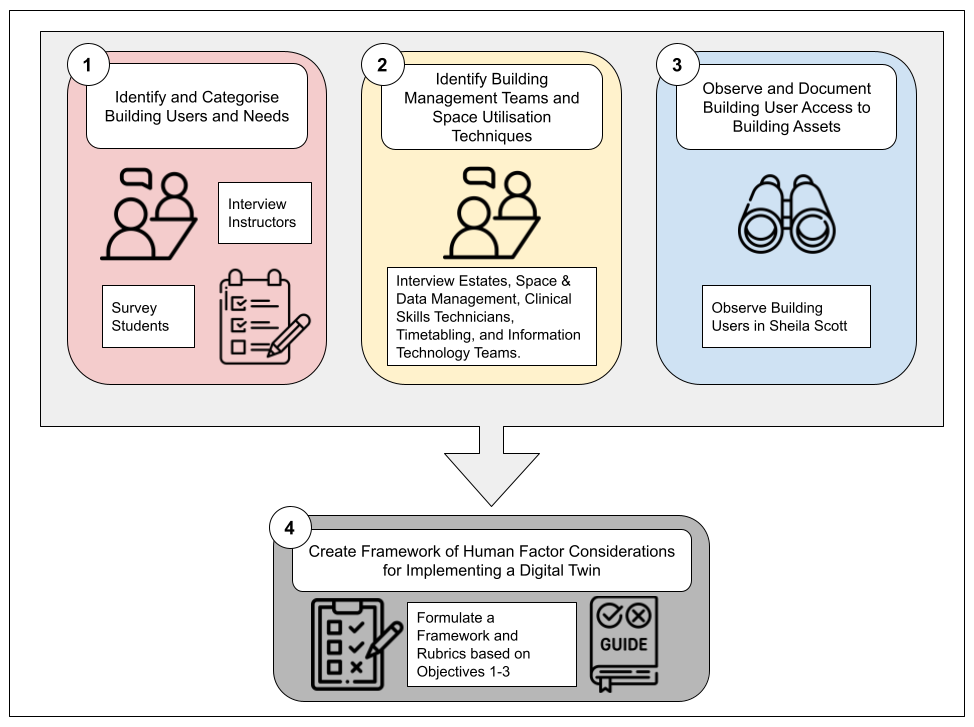 1
Identify and Categorise
Building Users and Needs
Interview
Instructors
Survey
Students
2
Identify Building
Management Teams and
Space Utilisation
Techniques
Interview Estates, Space &
Data Management, Clinical
Skills Technicians,
Timetabling, and Information
Technology Teams.
3
Observe and Document
Building User Access to
Building Assets
Observe Building
Users in Sheila Scott
4
Create Framework of Human Factor Considerations
for Implementing a Digital Twin
Formulate a
Framework and
Rubrics based on
Objectives 1-3
GUIDE